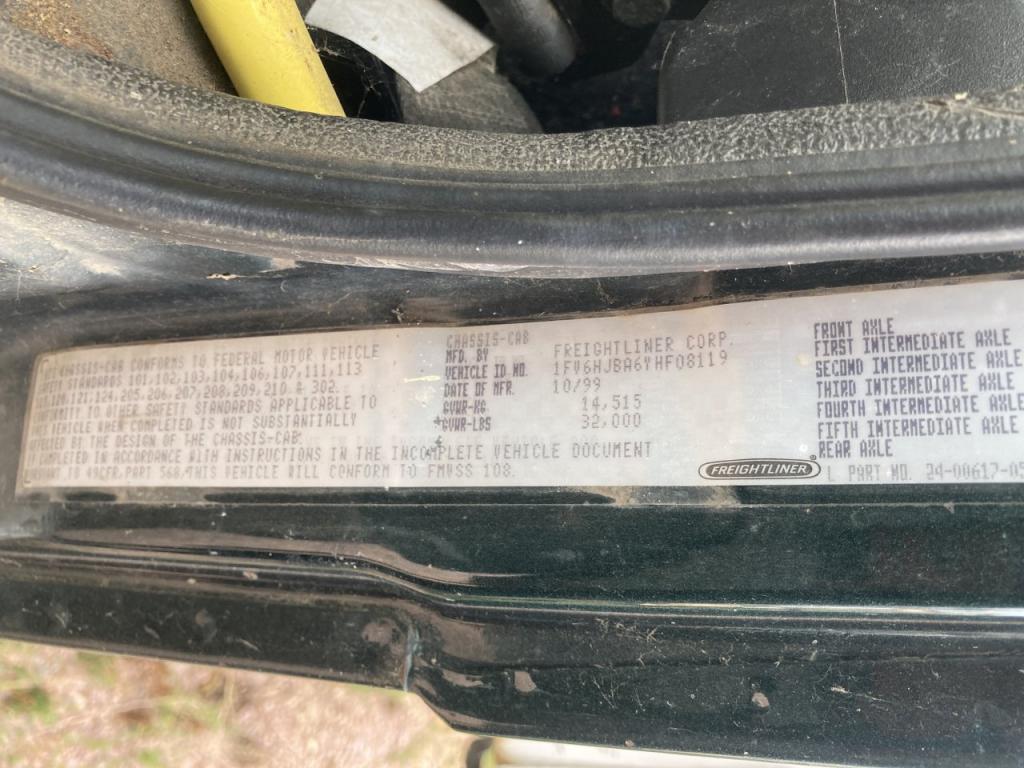 CHASSIS-CAB CONFORMS TO FEDERAL MOTOR VEHICLE
STANDARDS 101,102,103,104,106,107,111,113
121,124,205,206,207,208,209,210 & 302.
TO OTHER SAFETY STANDARDS APPLICABLE TO
VEHICLE WHEN COMPLETED IS NOT SUBSTANTIALLY
BY THE DESIGN OF THE CHASSIS-CAB.
COMPLETED IN ACCORDANCE WITH INSTRUCTIONS IN THE INCOMPLETE VEHICLE DOCUMENT
TO 49CFR PART 568 THIS VEHICLE WILL CONFORM TO FMVSS 108.
CHASSIS-CAB
MFD. BY FREIGHTLINER CORP.
VEHICLE ID NO. 1FV6HJBA6YHF08119
DATE OF MFR. 10/99
GVWR-KG 14,515
*GVWR-LBS 32,000
FREIGHTLINER®
FRONT AXLE
FIRST INTERMEDIATE AXLE
SECOND INTERMEDIATE AXLE
THIRD INTERMEDIATE AXLE
FOURTH INTERMEDIATE AXLE
FIFTH INTERMEDIATE AXLE
REAR AXLE
L PART NO. 24-00617-05